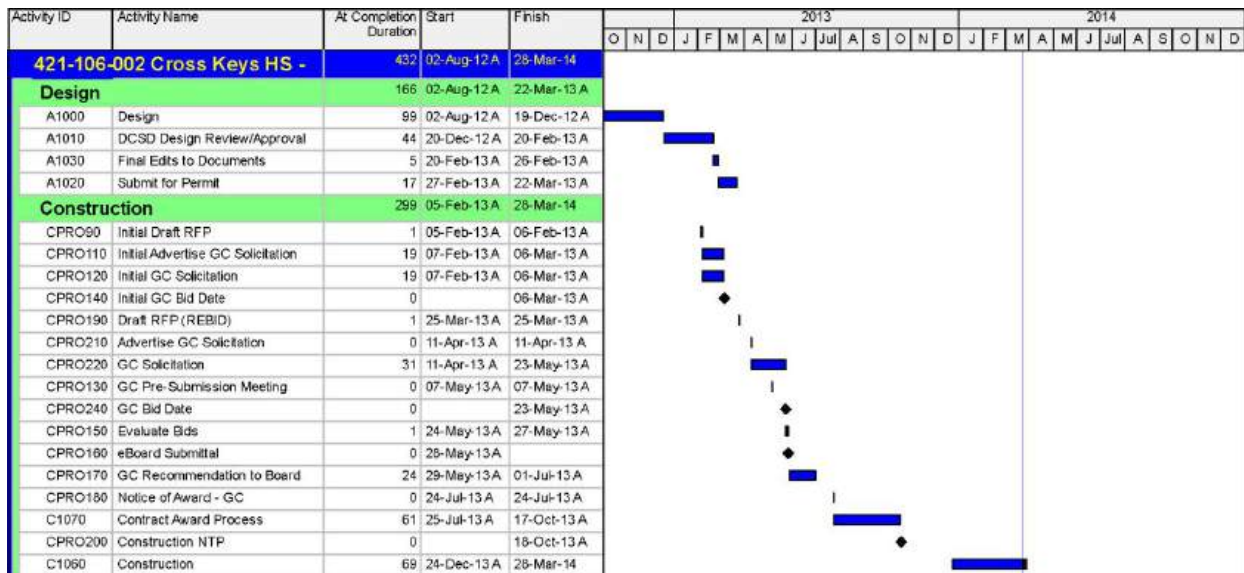 Activity ID Activity Name At Completion Duration Start Finish 2013 2014
O N D J F M A M J Jul A S O N D J F M A M J Jul A S O N D
421-106-002 Cross Keys HS - 432 02-Aug-12 A 28-Mar-14
Design 166 02-Aug-12 A 22-Mar-13 A
A1000 Design 99 02-Aug-12 A 19-Dec-12 A
A1010 DCSD Design Review/Approval 44 20-Dec-12 A 20-Feb-13 A
A1030 Final Edits to Documents 5 20-Feb-13 A 26-Feb-13 A
A1020 Submit for Permit 17 27-Feb-13 A 22-Mar-13 A
Construction 299 05-Feb-13 A 28-Mar-14
CPRO90 Initial Draft RFP 1 05-Feb-13 A 06-Feb-13 A
CPRO110 Initial Advertise GC Solicitation 19 07-Feb-13 A 06-Mar-13 A
CPRO120 Initial GC Solicitation 19 07-Feb-13 A 06-Mar-13 A
CPRO140 Initial GC Bid Date 0 06-Mar-13 A
CPRO190 Draft RFP (REBID) 1 25-Mar-13 A 25-Mar-13 A
CPRO210 Advertise GC Solicitation 0 11-Apr-13 A 11-Apr-13 A
CPRO220 GC Solicitation 31 11-Apr-13 A 23-May-13 A
CPRO130 GC Pre-Submission Meeting 0 07-May-13 A 07-May-13 A
CPRO240 GC Bid Date 0 23-May-13 A
CPRO150 Evaluate Bids 1 24-May-13 A 27-May-13 A
CPRO160 eBoard Submittal 0 28-May-13 A
CPRO170 GC Recommendation to Board 24 29-May-13 A 01-Jul-13 A
CPRO180 Notice of Award - GC 0 24-Jul-13 A 24-Jul-13 A
C1070 Contract Award Process 61 25-Jul-13 A 17-Oct-13 A
CPRO200 Construction NTP 0 18-Oct-13 A
C1060 Construction 69 24-Dec-13 A 28-Mar-14